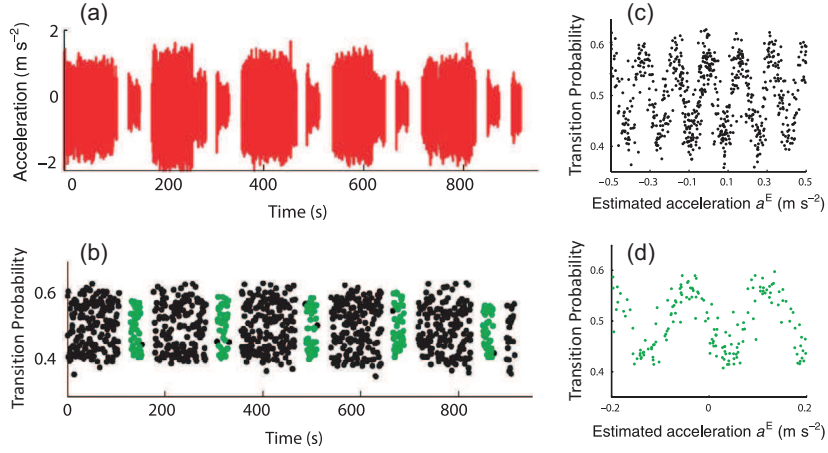 (a)
2
0
−2
Acceleration (m s−2)
0 200 400 600 800
Time (s)
(b)
0.6
0.4
Transition Probability
0 200 400 600 800
Time (s)
(c)
0.6
0.5
0.4
Transition Probability
−0.5 −0.3 −0.1 0.1 0.3 0.5
Estimated acceleration aE (m s−2)
(d)
0.6
0.5
0.4
Transition Probability
−0.2 0 0.2
Estimated acceleration aE (m s−2)